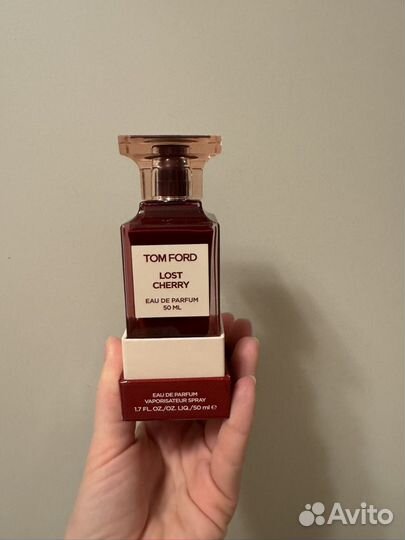 TOM FORD
LOST
CHERRY
EAU DE PARFUM
50 ML
EAU DE PARFUM
VAPORISATEUR SPRAY
1.7 FL.OZ./OZ. LIQ./50 ml ℮
Avito